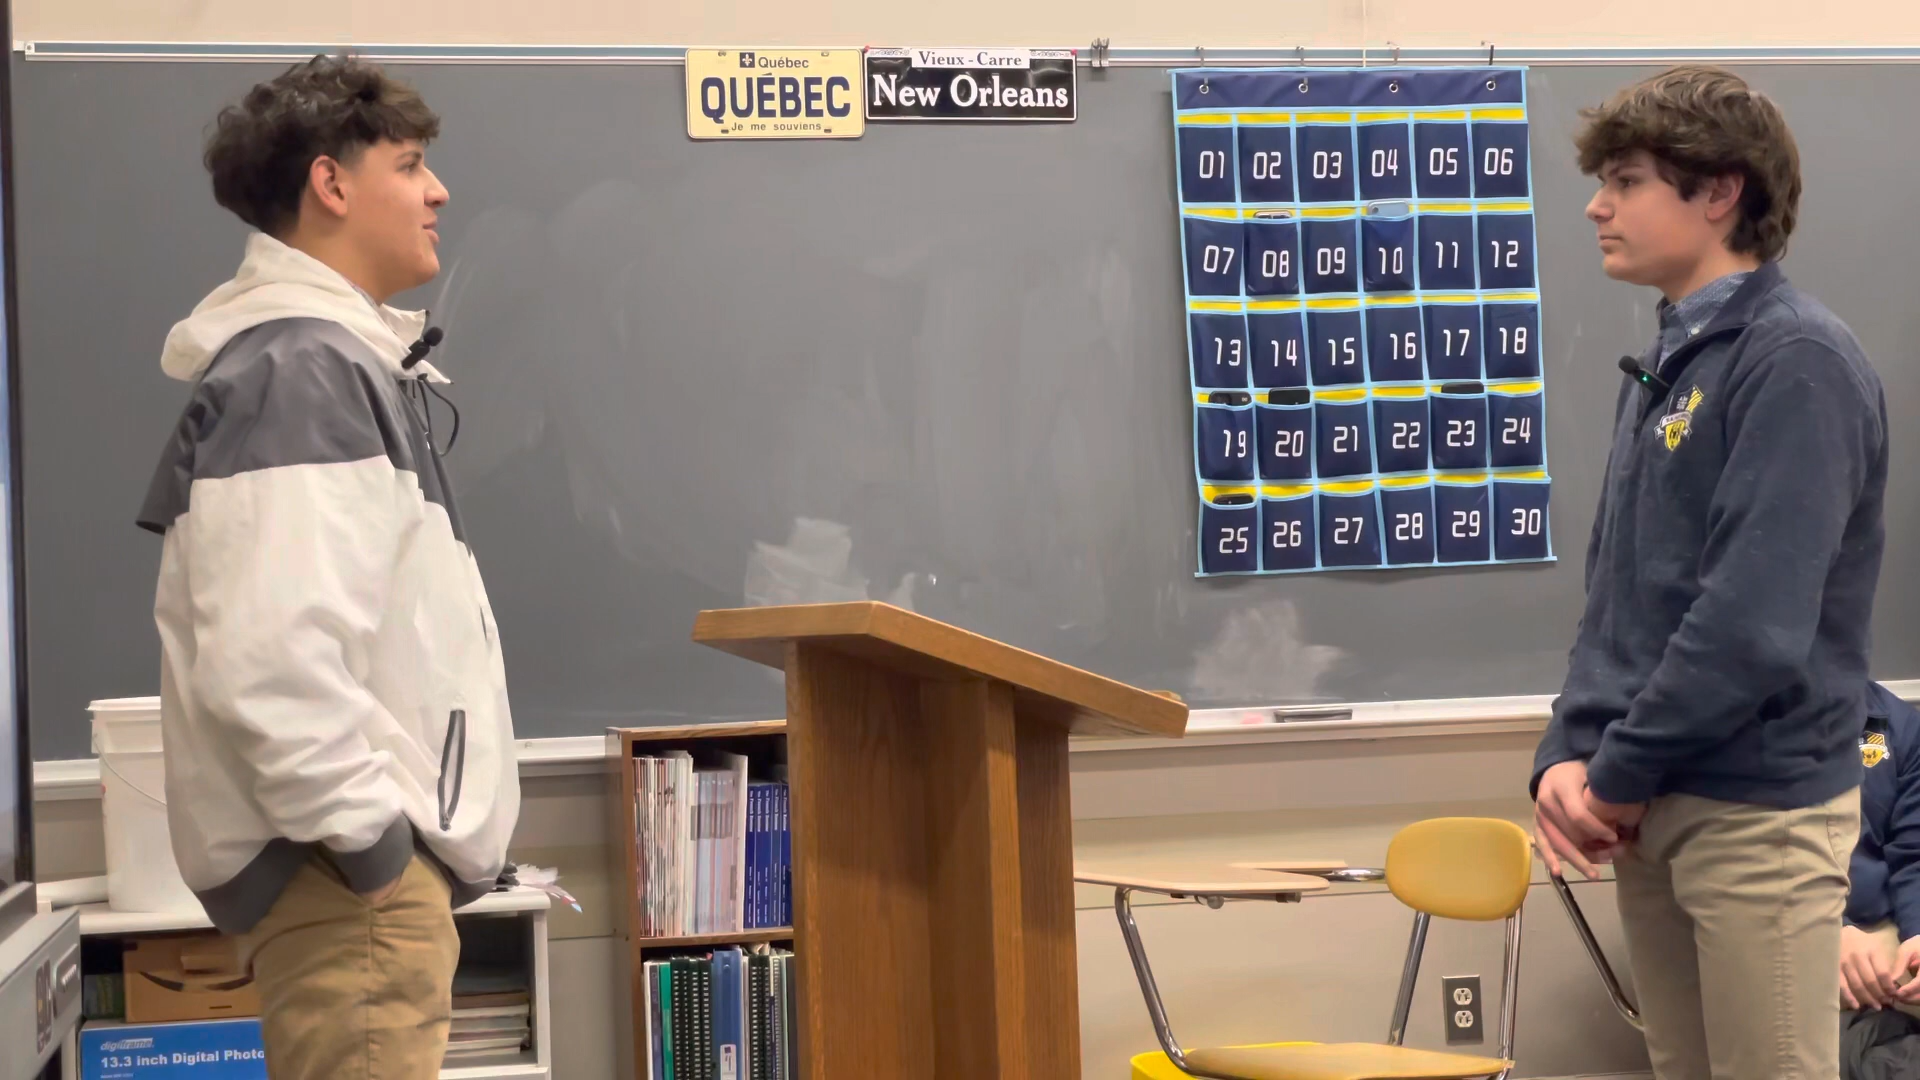 Québec
QUÉBEC
Je me souviens
Vieux-Carre
New Orleans
01 02 03 04 05 06
07 08 09 10 11 12
13 14 15 16 17 18
19 20 21 22 23 24
25 26 27 28 29 30
digiframe
13.3 inch Digital Photo